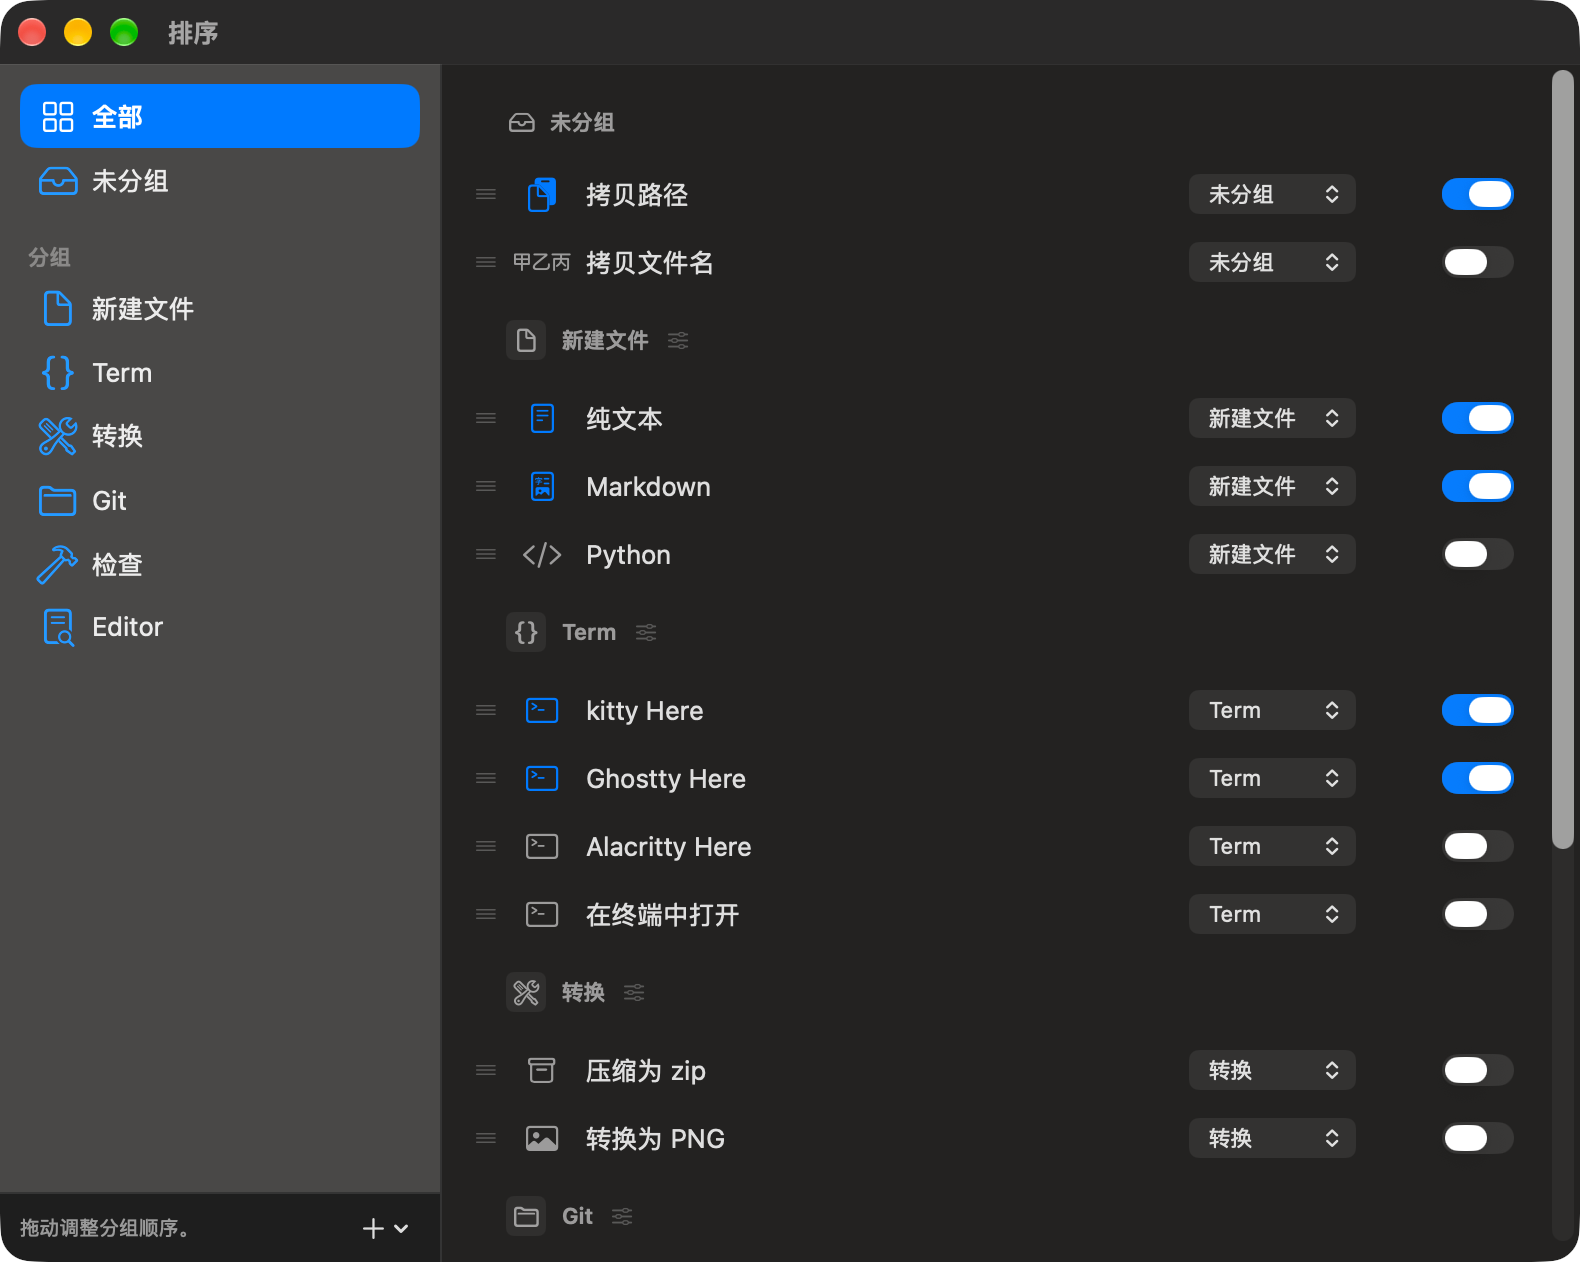 排序
全部
未分组
分组
新建文件
Term
转换
Git
检查
Editor
拖动调整分组顺序。
未分组
拷贝路径 未分组
甲乙丙 拷贝文件名 未分组
新建文件
纯文本 新建文件
Markdown 新建文件
Python 新建文件
Term
kitty Here Term
Ghostty Here Term
Alacritty Here Term
在终端中打开 Term
转换
压缩为 zip 转换
转换为 PNG 转换
Git